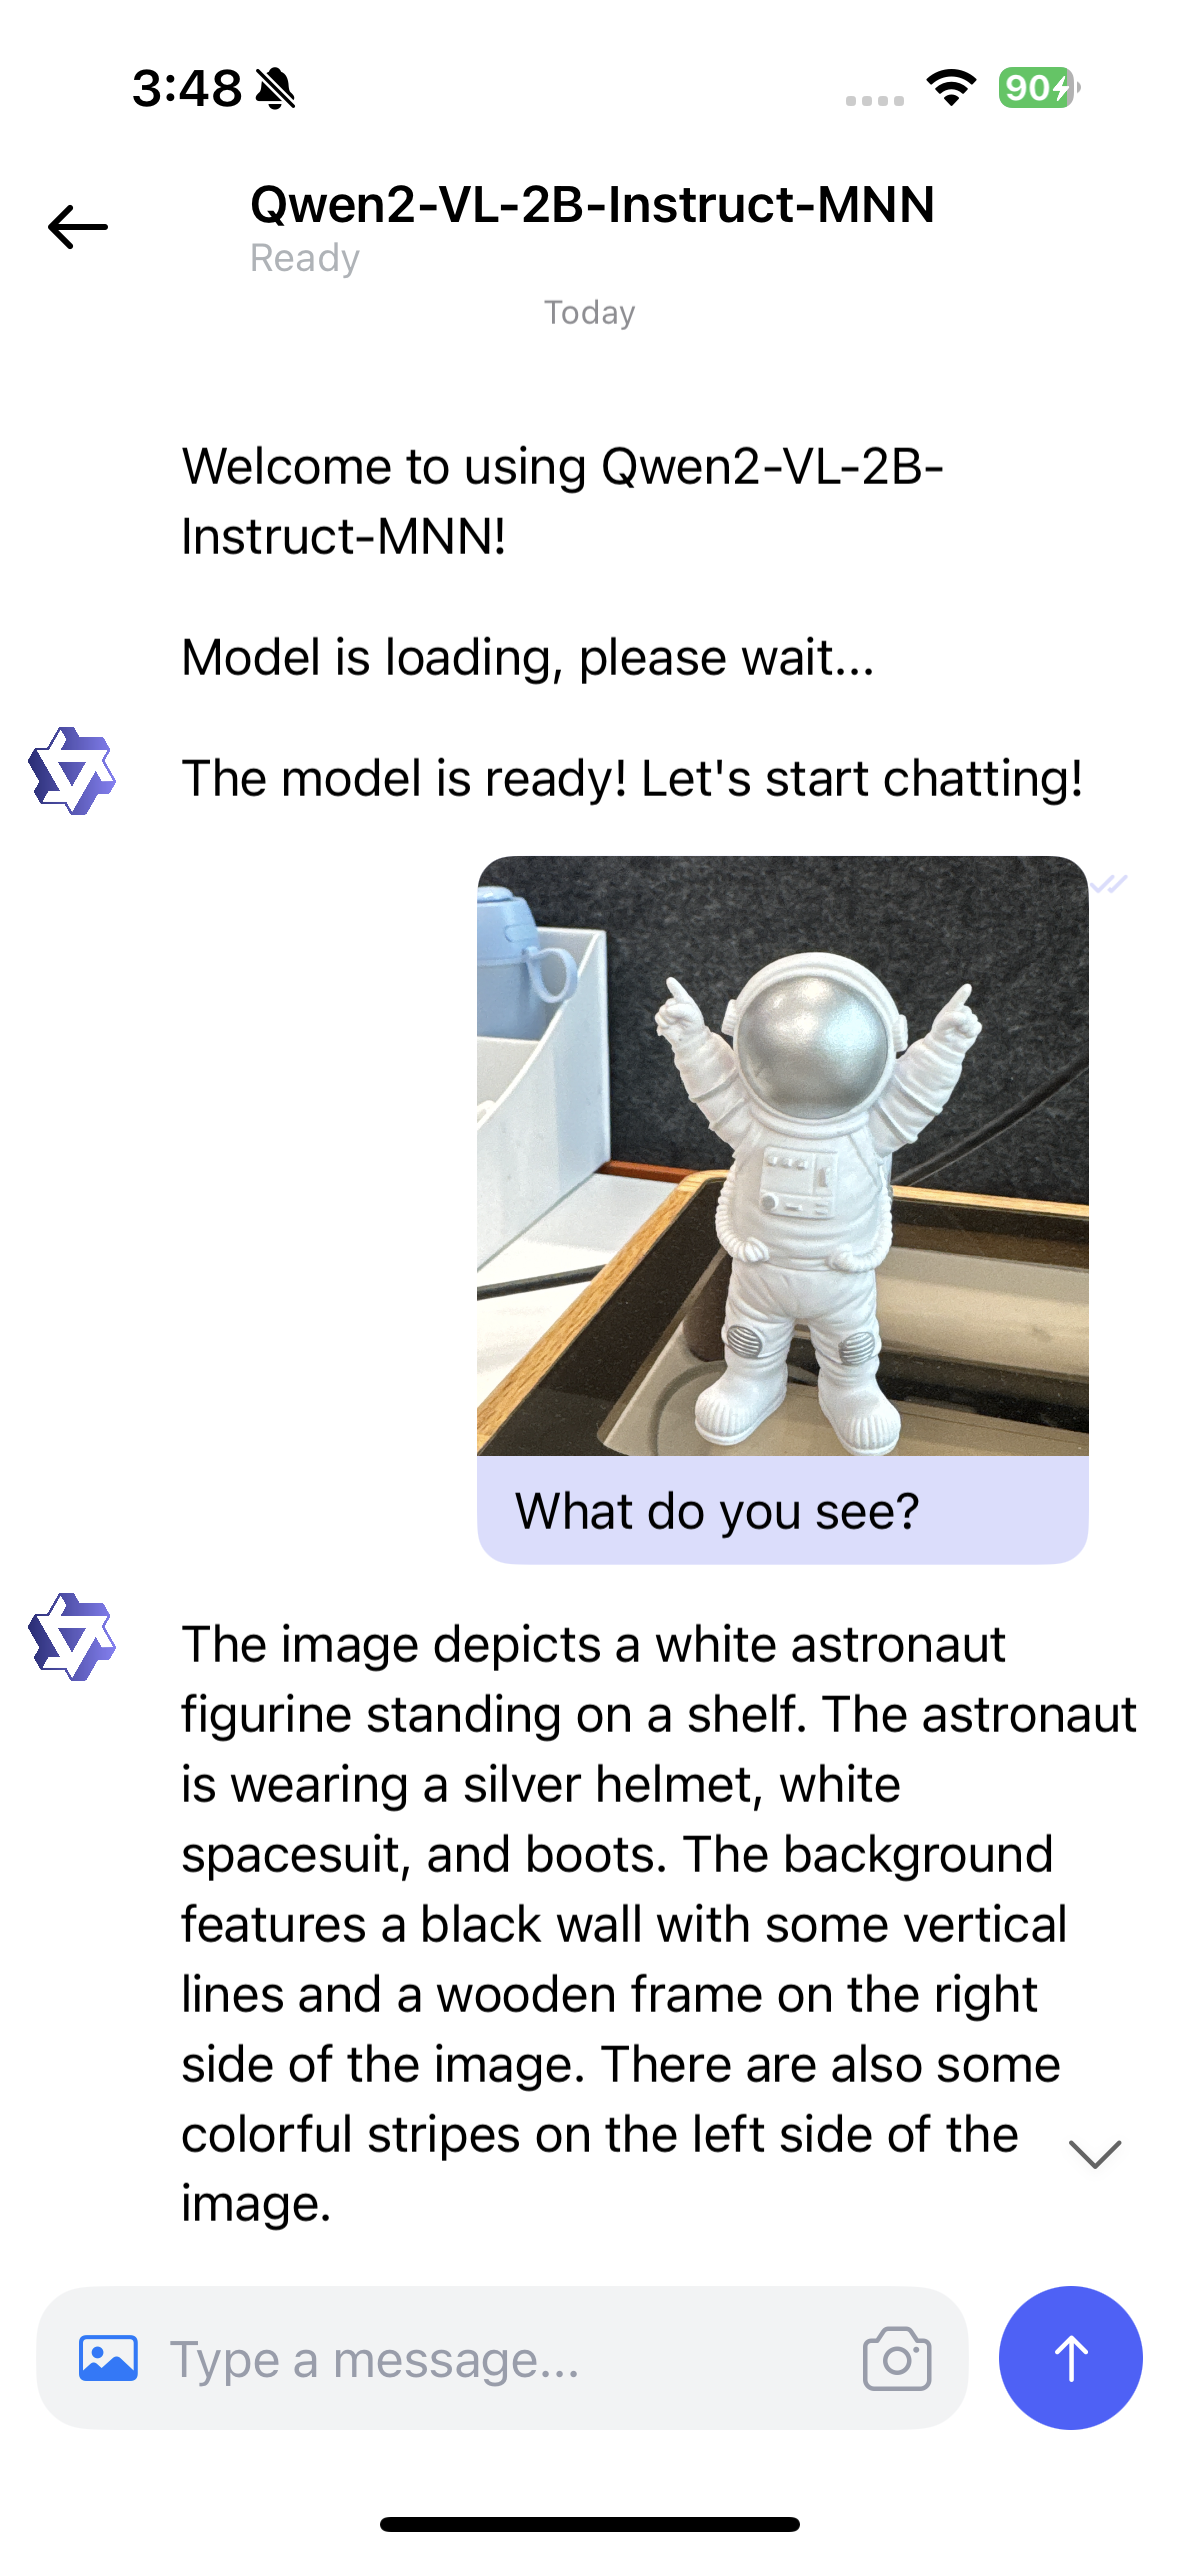 3:48
90
Qwen2-VL-2B-Instruct-MNN
Ready
Today
Welcome to using Qwen2-VL-2B-
Instruct-MNN!
Model is loading, please wait...
The model is ready! Let's start chatting!
What do you see?
The image depicts a white astronaut
figurine standing on a shelf. The astronaut
is wearing a silver helmet, white
spacesuit, and boots. The background
features a black wall with some vertical
lines and a wooden frame on the right
side of the image. There are also some
colorful stripes on the left side of the
image.
Type a message...